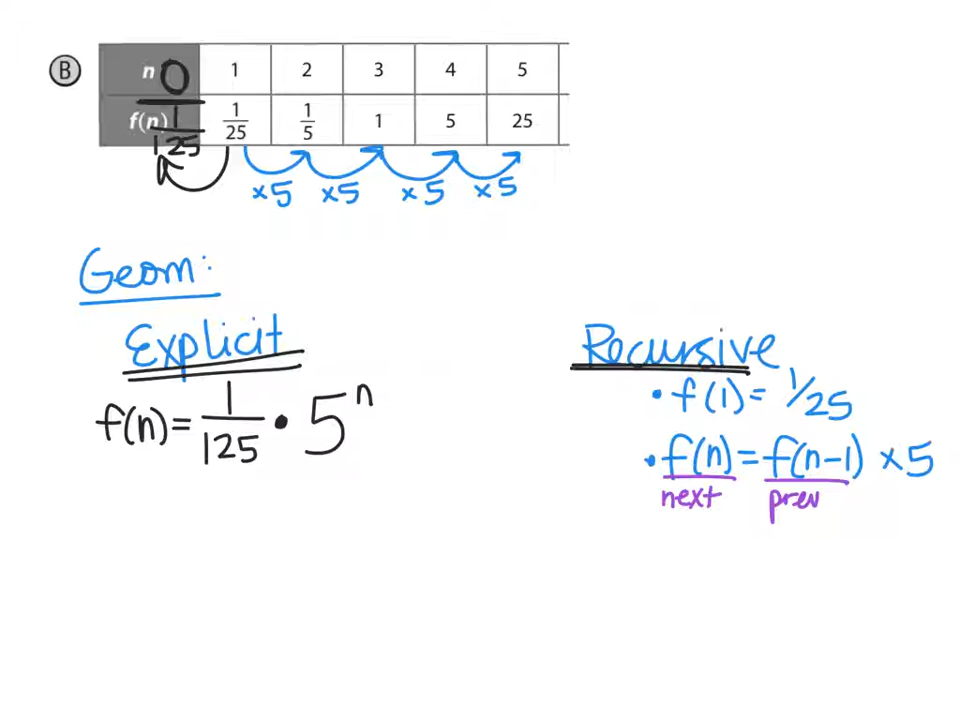 B
n 0 1 2 3 4 5
f(n) 1/125 1/25 1/5 1 5 25
×5 ×5 ×5 ×5
Geom:
Explicit
f(n) = 1/125 • 5ⁿ
Recursive
• f(1) = 1/25
• f(n) = f(n-1) ×5
next prev